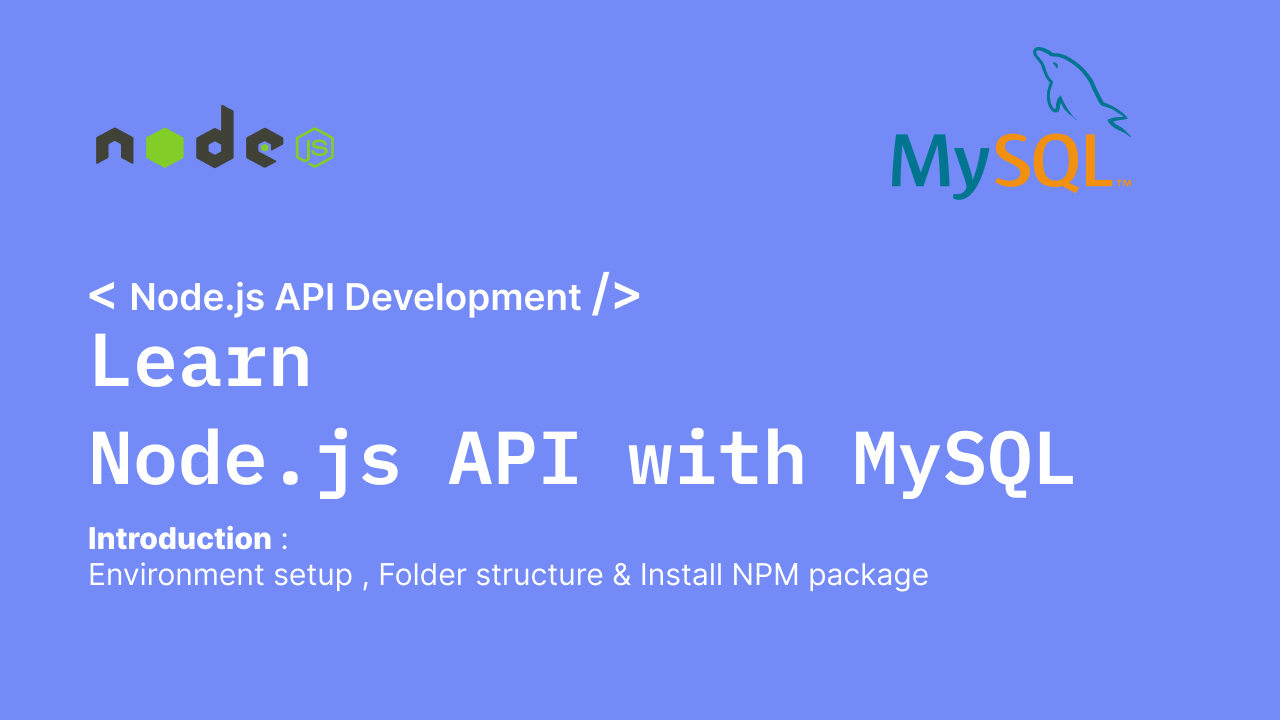 node JS
MySQL™
< Node.js API Development />
Learn
Node.js API with MySQL
Introduction :
Environment setup , Folder structure & Install NPM package